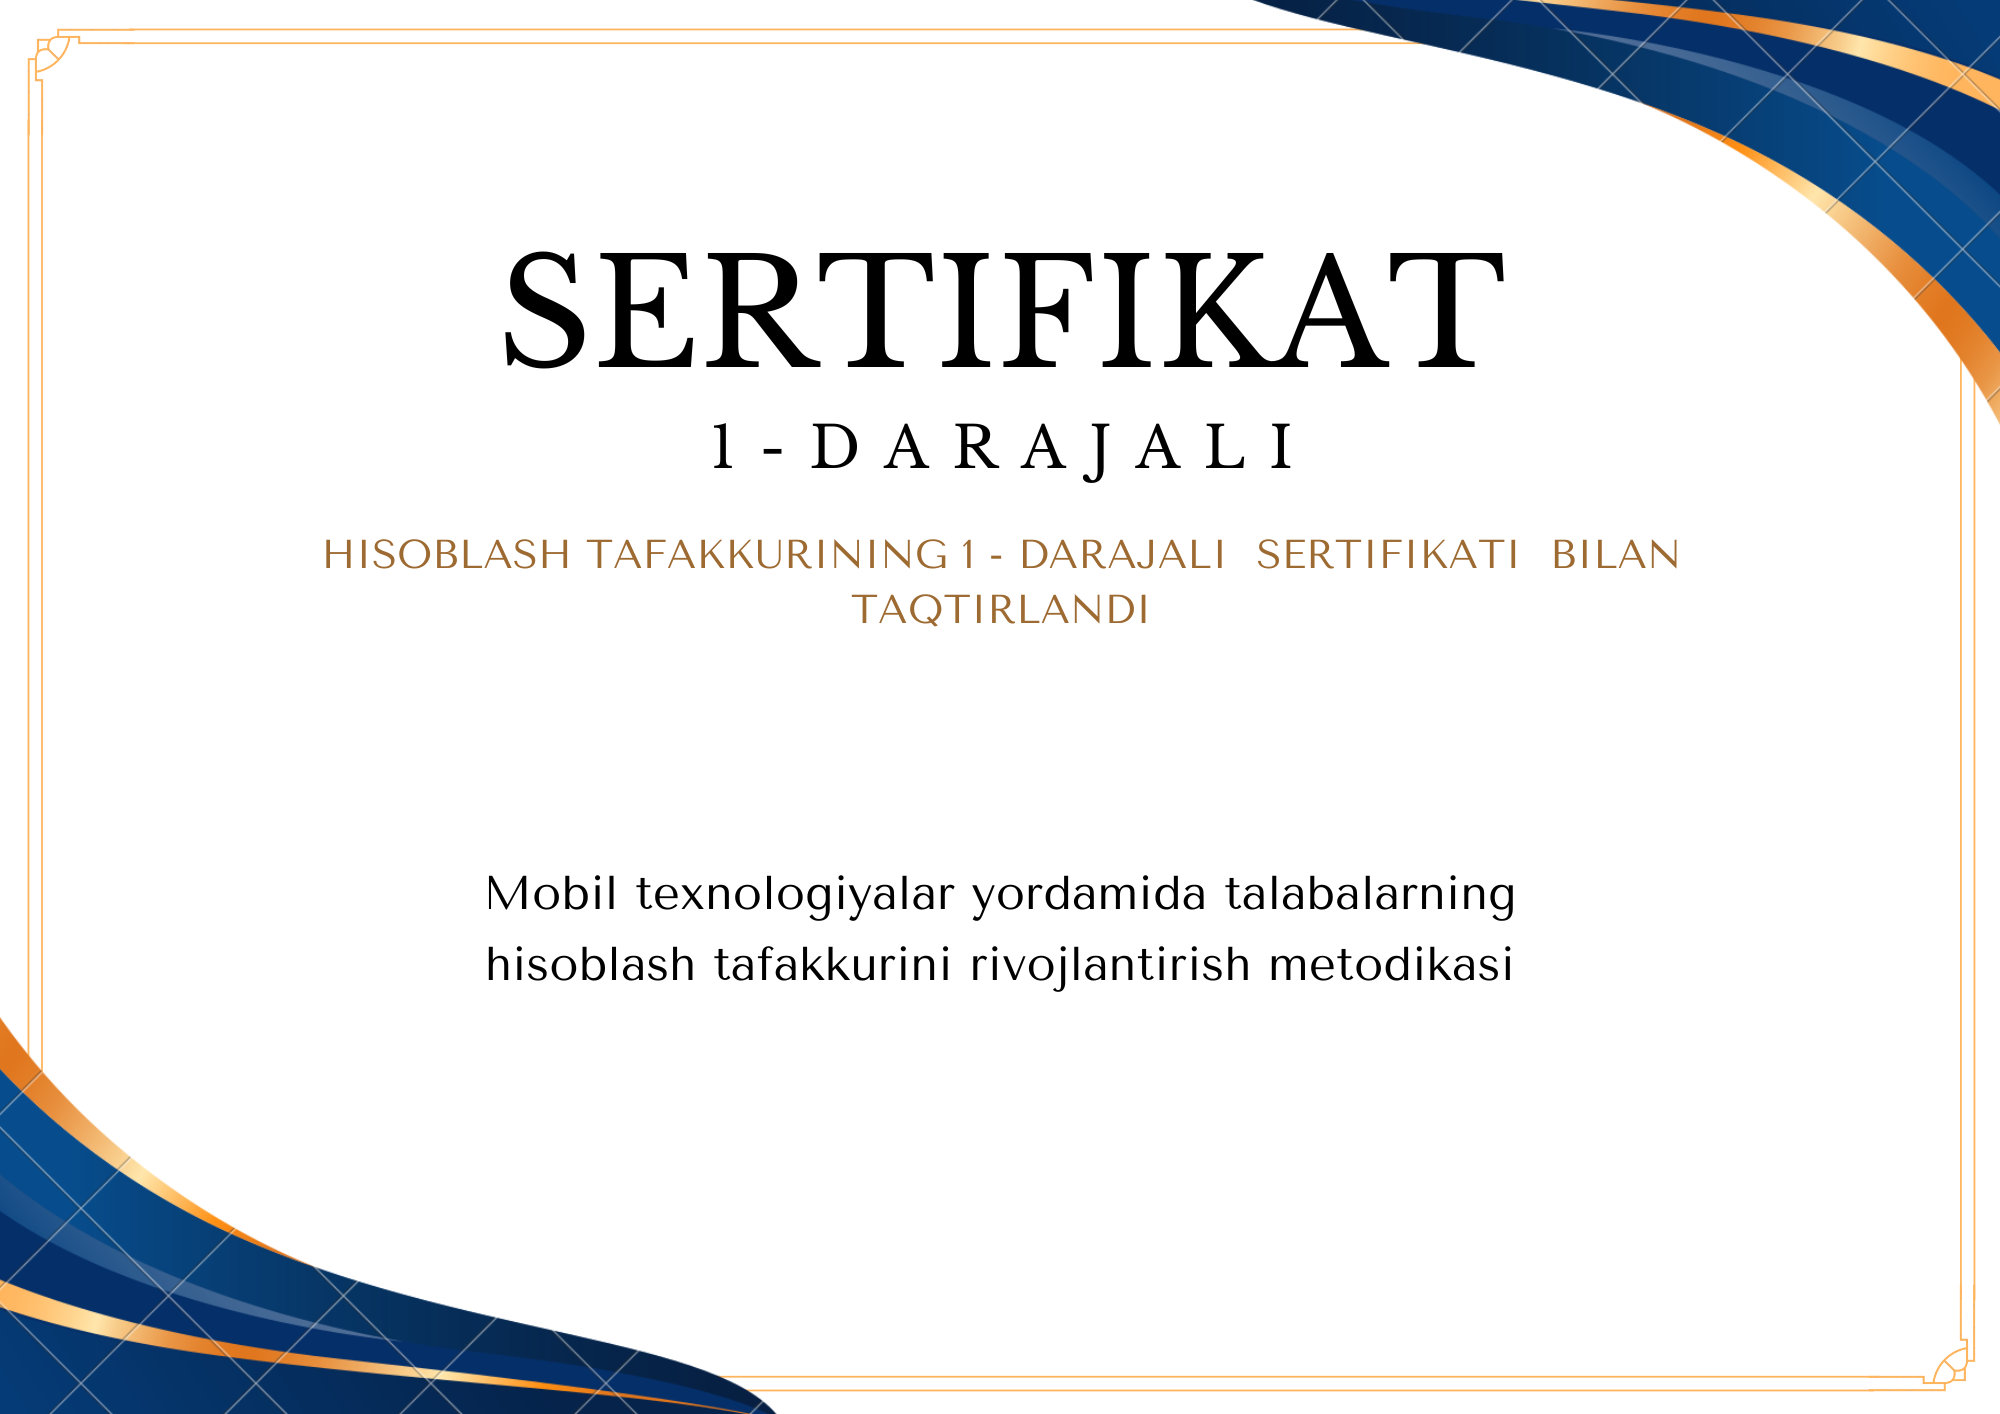 SERTIFIKAT
1-DARAJALI
HISOBLASH TAFAKKURINING 1 - DARAJALI SERTIFIKATI BILAN
TAQTIRLANDI
Mobil texnologiyalar yordamida talabalarning
hisoblash tafakkurini rivojlantirish metodikasi